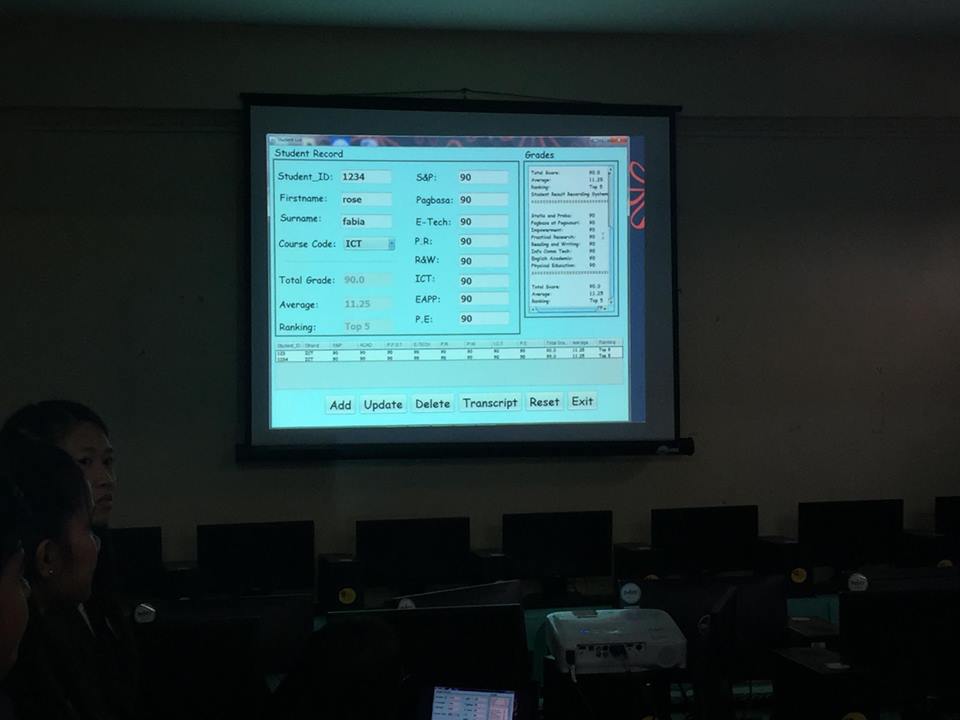 Student List
Student Record
Student_ID: 1234
Firstname: rose
Surname: fabia
Course Code: ICT
Total Grade: 90.0
Average: 11.25
Ranking: Top 5
S&P: 90
Pagbasa: 90
E-Tech: 90
P.R: 90
R&W: 90
ICT: 90
EAPP: 90
P.E: 90
Grades
Total Score: 90.0
Average: 11.25
Ranking: Top 5
Student Result Recording System
Statis and Proba: 90
Pagbasa at Pagsusuri: 90
Empowerment: 90
Practical Research: 90
Reading and Writing: 90
Info Comm Tech: 90
English Academic: 90
Physical Education: 90
Total Score: 90.0
Average: 11.25
Ranking: Top 5
Student_ID Strand S&P
Average Ranking
123 ICT 90 90 90 90 90 90 90 90 90.0 11.25 Top 5
1234 ICT 90 90 90 90 90 90 90 90 90.0 11.25 Top 5
Add Update Delete Transcript Reset Exit